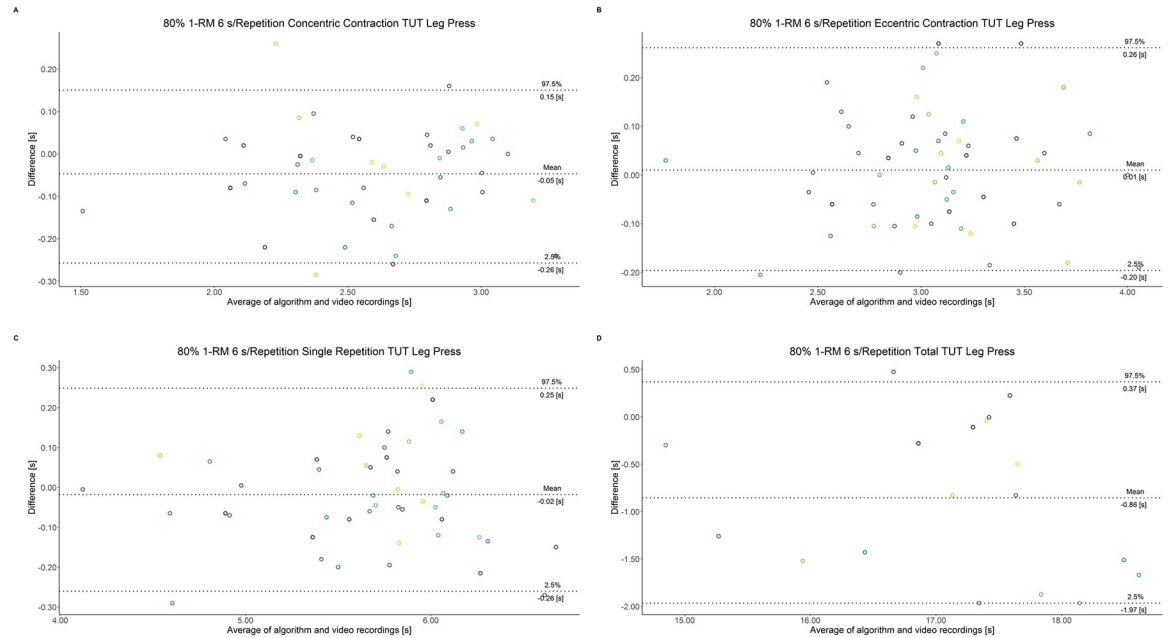 A
80% 1-RM 6 s/Repetition Concentric Contraction TUT Leg Press
Difference [s]
0.20
0.10
0.00
-0.10
-0.20
-0.30
97.5%
0.15 [s]
Mean
-0.05 [s]
2.5%
-0.26 [s]
1.50
2.00
2.50
3.00
Average of algorithm and video recordings [s]
B
80% 1-RM 6 s/Repetition Eccentric Contraction TUT Leg Press
Difference [s]
0.20
0.10
0.00
-0.10
-0.20
97.5%
0.26 [s]
Mean
0.01 [s]
2.5%
-0.20 [s]
2.00
2.50
3.00
3.50
4.00
Average of algorithm and video recordings [s]
C
80% 1-RM 6 s/Repetition Single Repetition TUT Leg Press
Difference [s]
0.30
0.20
0.10
0.00
-0.10
-0.20
-0.30
97.5%
0.25 [s]
Mean
-0.02 [s]
2.5%
-0.26 [s]
4.00
5.00
6.00
Average of algorithm and video recordings [s]
D
80% 1-RM 6 s/Repetition Total TUT Leg Press
Difference [s]
0.50
0.00
-0.50
-1.00
-1.50
-2.00
97.5%
0.37 [s]
Mean
-0.86 [s]
2.5%
-1.97 [s]
15.00
16.00
17.00
18.00
Average of algorithm and video recordings [s]